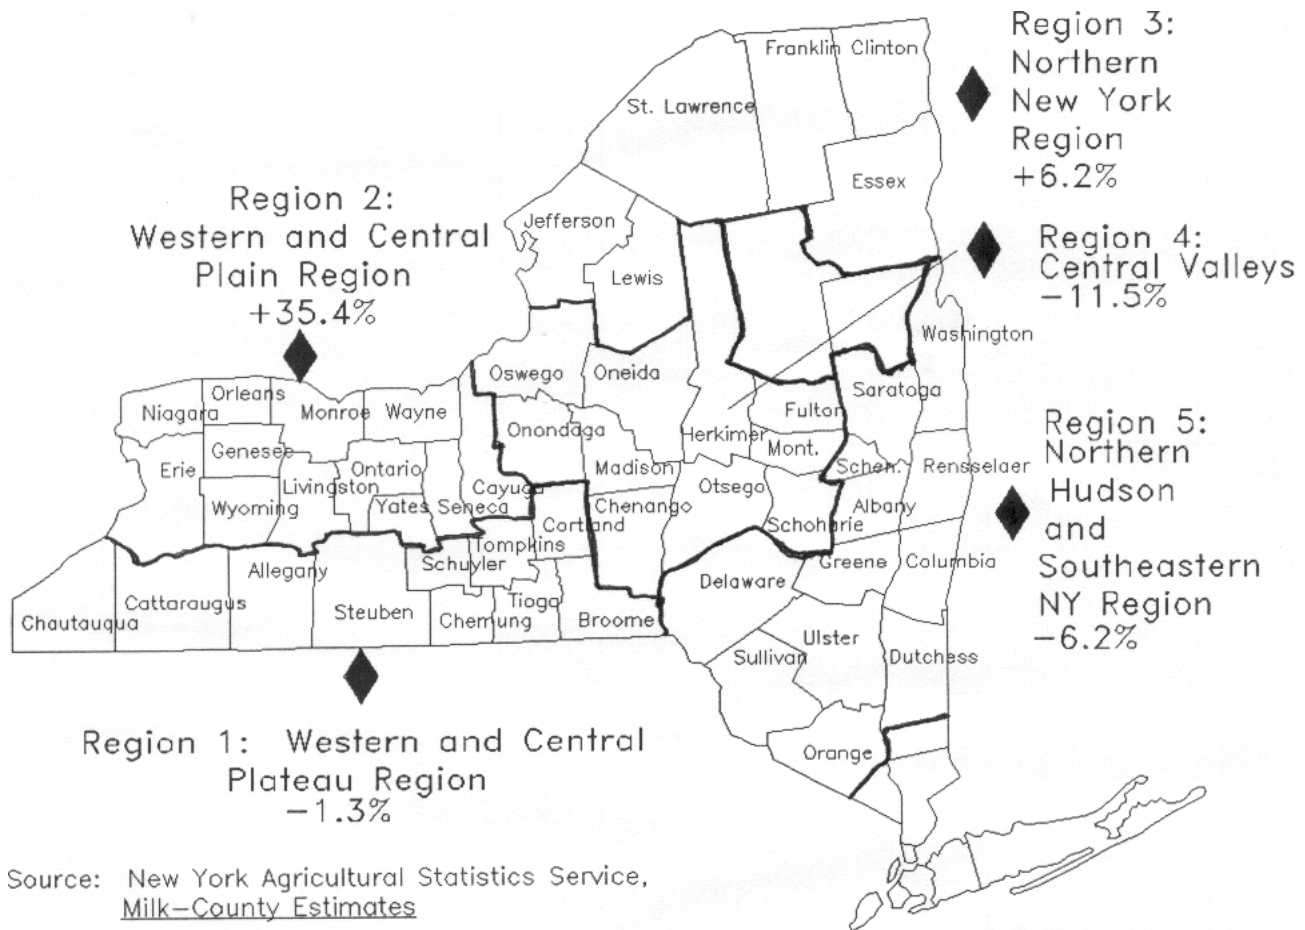 Region 3:
Northern
New York
Region
+6.2%
Region 4:
Central Valleys
-11.5%
Region 5:
Northern
Hudson
and
Southeastern
NY Region
-6.2%
Region 2:
Western and Central
Plain Region
+35.4%
Region 1: Western and Central
Plateau Region
-1.3%
Franklin
Clinton
St. Lawrence
Essex
Jefferson
Lewis
Washington
Oswego
Oneida
Saratoga
Orleans
Niagara
Monroe
Wayne
Fulton
Onondaga
Herkimer
Mont.
Genesee
Erie
Ontario
Madison
Schen.
Rensselaer
Livingston
Wyoming
Yates
Seneca
Cayuga
Chenango
Otsego
Albany
Cortland
Schoharie
Tompkins
Schuyler
Allegany
Greene
Columbia
Delaware
Cattaraugus
Steuben
Tioga
Chautauqua
Chemung
Broome
Ulster
Sullivan
Dutchess
Orange
Source: New York Agricultural Statistics Service,
Milk-County Estimates